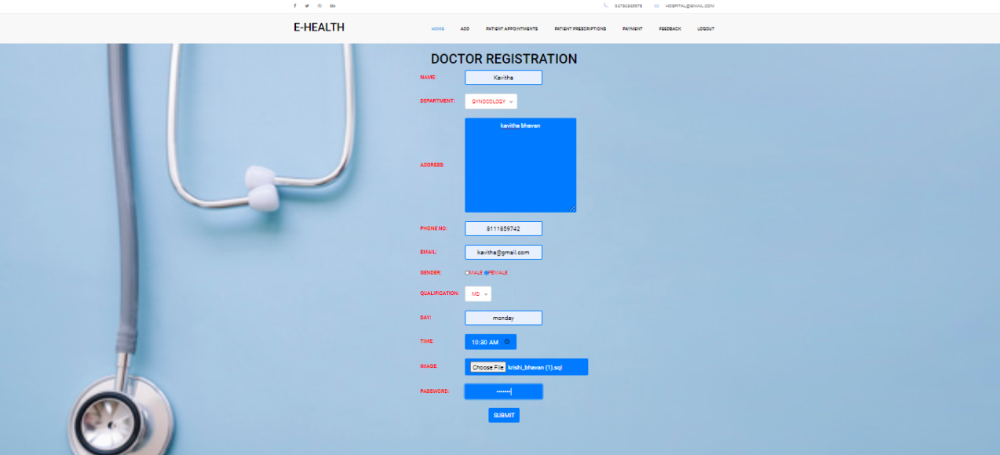 HOSPITAL@GMAIL.COM
E-HEALTH
HOME ADD PATIENT APPOINTMENTS PATIENT PRESCRIPTIONS PAYMENT FEEDBACK LOGOUT
DOCTOR REGISTRATION
NAME: Kavitha
DEPARTMENT: GYNOCOLOGY
kavitha bhavan
ADDRESS:
PHONE NO: 8111859742
EMAIL: kavitha@gmail.com
GENDER: MALE FEMALE
QUALIFICATION: MD
DAY: monday
TIME: 10:30 AM
IMAGE: Choose File krishi_bhavan (1).sql
PASSWORD: •••••••
SUBMIT